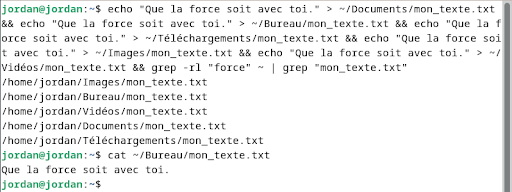 jordan@jordan:~$ echo "Que la force soit avec toi." > ~/Documents/mon_texte.txt
&& echo "Que la force soit avec toi." > ~/Bureau/mon_texte.txt && echo "Que la f
orce soit avec toi." > ~/Téléchargements/mon_texte.txt && echo "Que la force soi
t avec toi." > ~/Images/mon_texte.txt && echo "Que la force soit avec toi." > ~/
Vidéos/mon_texte.txt && grep -rl "force" ~ | grep "mon_texte.txt"
/home/jordan/Images/mon_texte.txt
/home/jordan/Bureau/mon_texte.txt
/home/jordan/Vidéos/mon_texte.txt
/home/jordan/Documents/mon_texte.txt
/home/jordan/Téléchargements/mon_texte.txt
jordan@jordan:~$ cat ~/Bureau/mon_texte.txt
Que la force soit avec toi.
jordan@jordan:~$